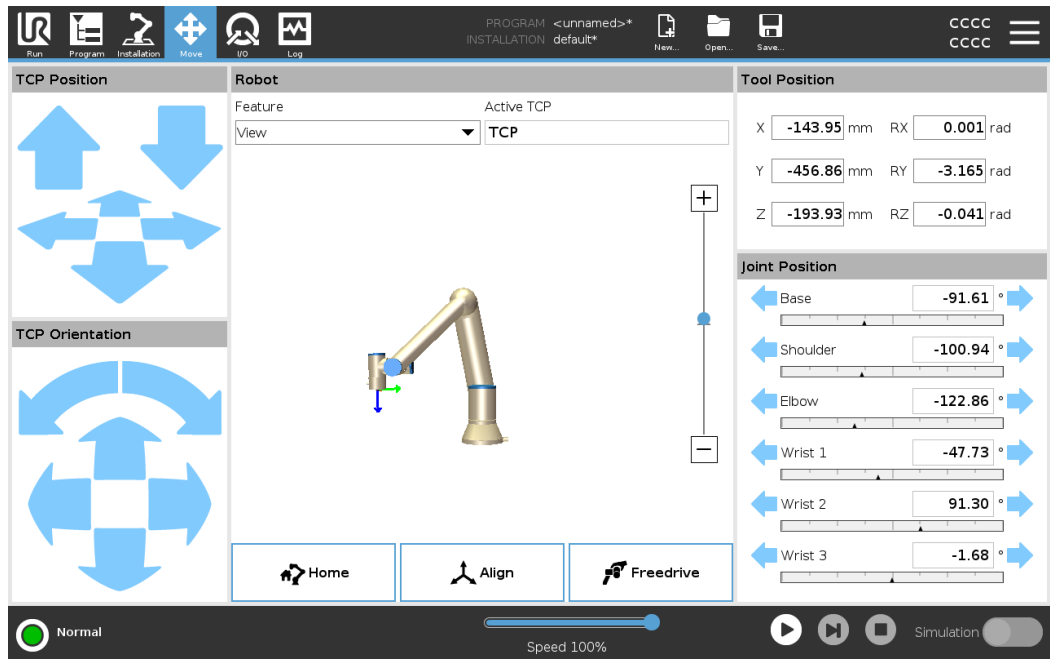 UR
Run
Program
Installation
Move
I/O
Log
PROGRAM <unnamed>*
INSTALLATION default*
New...
Open...
Save...
CCCC
CCCC
TCP Position
TCP Orientation
Robot
Feature
Active TCP
View
TCP
Home
Align
Freedrive
Tool Position
X -143.95 mm RX 0.001 rad
Y -456.86 mm RY -3.165 rad
Z -193.93 mm RZ -0.041 rad
Joint Position
Base -91.61 °
Shoulder -100.94 °
Elbow -122.86 °
Wrist 1 -47.73 °
Wrist 2 91.30 °
Wrist 3 -1.68 °
Normal
Speed 100%
Simulation